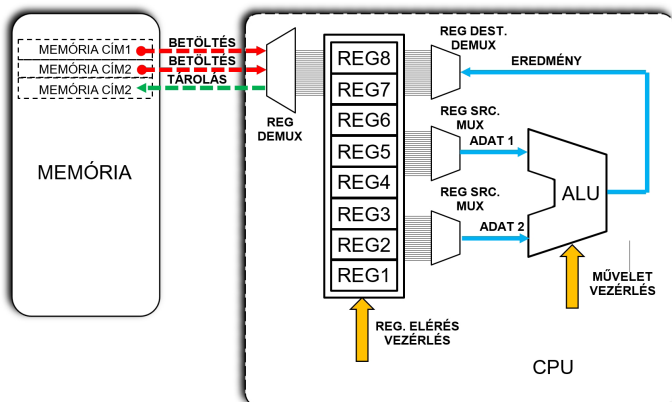 MEMÓRIA CÍM1
MEMÓRIA CÍM2
MEMÓRIA CÍM2
BETÖLTÉS
BETÖLTÉS
TÁROLÁS
MEMÓRIA
REG
DEMUX
REG8
REG7
REG6
REG5
REG4
REG3
REG2
REG1
REG DEST.
DEMUX
EREDMÉNY
REG SRC.
MUX
ADAT 1
REG SRC.
MUX
ADAT 2
ALU
MŰVELET
VEZÉRLÉS
REG. ELÉRÉS
VEZÉRLÉS
CPU